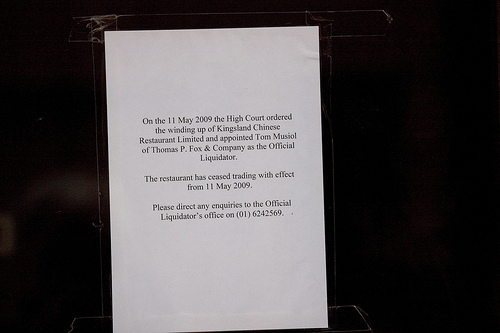 On the 11 May 2009 the High Court ordered
the winding up of Kingsland Chinese
Restaurant Limited and appointed Tom Musiol
of Thomas P. Fox & Company as the Official
Liquidator.
The restaurant has ceased trading with effect
from 11 May 2009.
Please direct any enquiries to the Official
Liquidator's office on (01) 6242569.